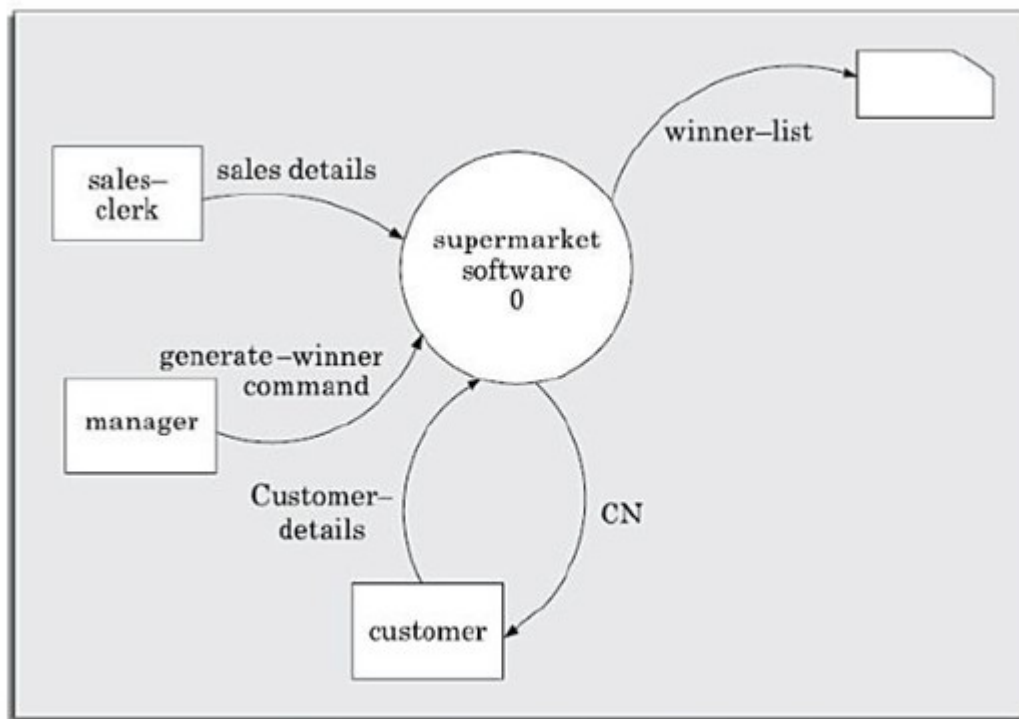 winner–list
sales–
clerk
sales details
supermarket
software
0
generate–winner
command
manager
Customer–
details
CN
customer